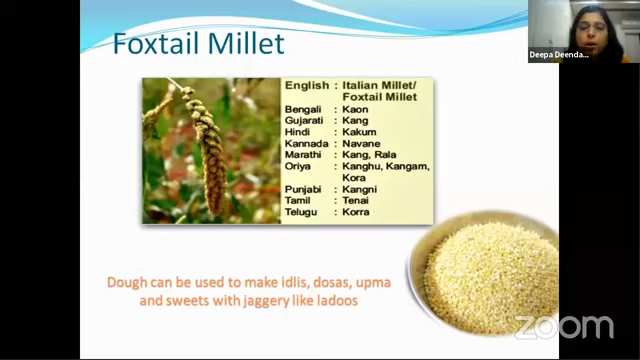 Foxtail Millet
Deepa Deenda...
English : Italian Millet/
Foxtail Millet
Bengali : Kaon
Gujarati : Kang
Hindi : Kakum
Kannada : Navane
Marathi : Kang, Rala
Oriya : Kanghu, Kangam,
Kora
Punjabi : Kangni
Tamil : Tenai
Telugu : Korra
Dough can be used to make idlis, dosas, upma
and sweets with jaggery like ladoos
zoom